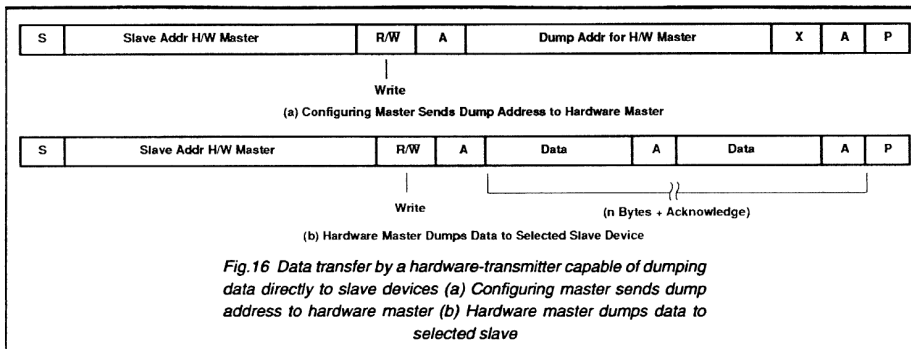 S Slave Addr H/W Master R/W̅ A Dump Addr for H/W Master X A P
Write
(a) Configuring Master Sends Dump Address to Hardware Master
S Slave Addr H/W Master R/W A Data A Data A P
Write
(n Bytes + Acknowledge)
(b) Hardware Master Dumps Data to Selected Slave Device
Fig.16 Data transfer by a hardware-transmitter capable of dumping
data directly to slave devices (a) Configuring master sends dump
address to hardware master (b) Hardware master dumps data to
selected slave